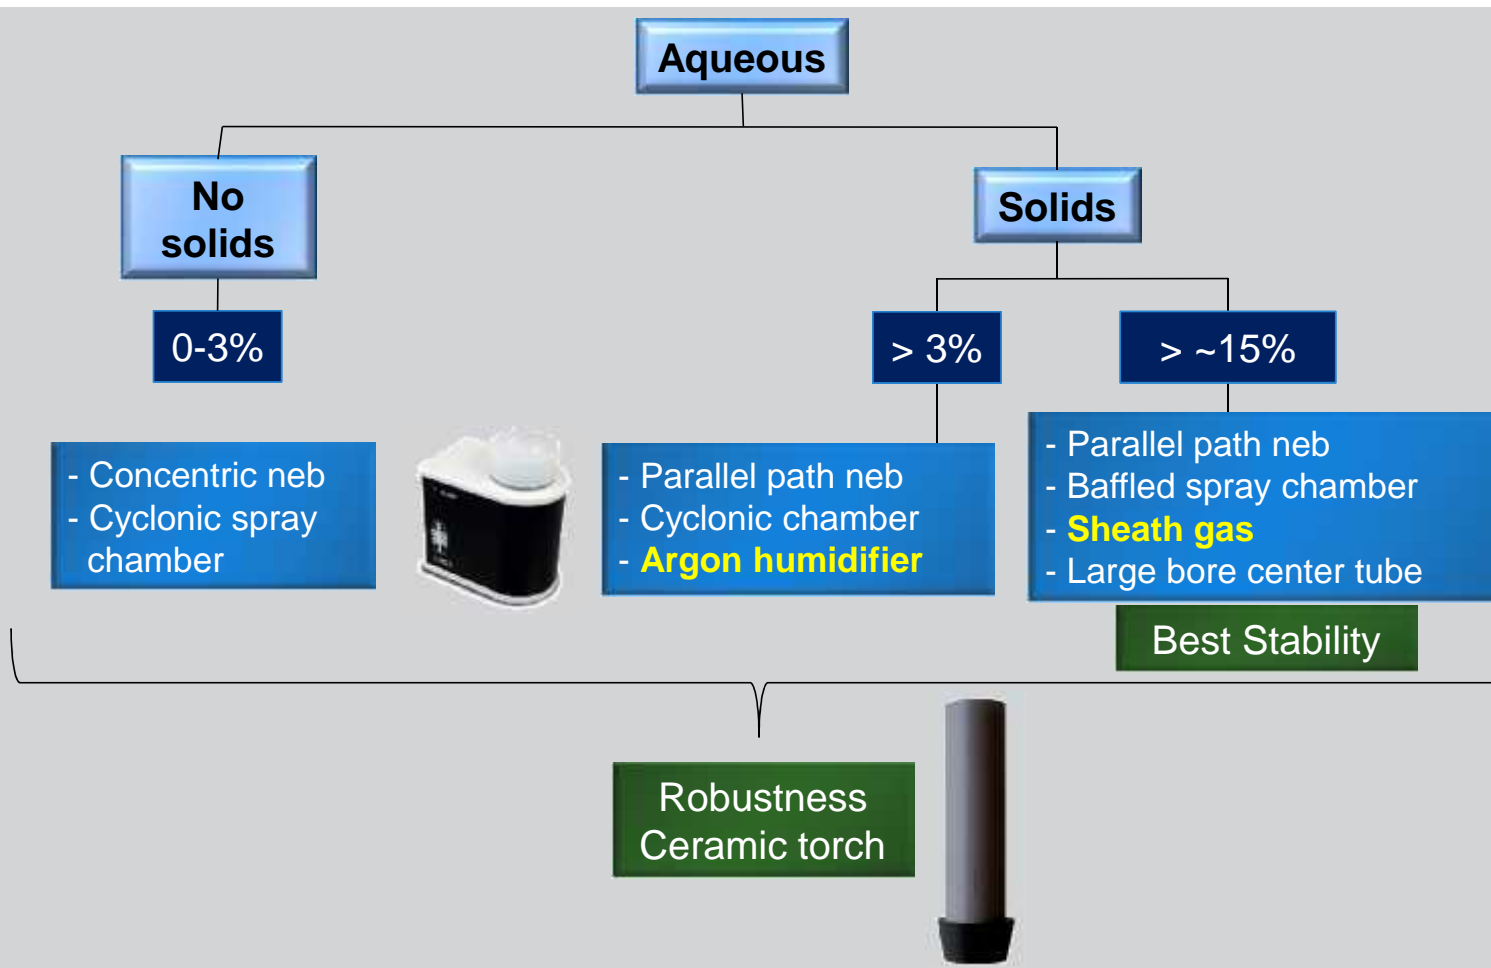 Aqueous
No
solids
Solids
0-3%
> 3%
> ~15%
- Concentric neb
- Cyclonic spray
chamber
- Parallel path neb
- Cyclonic chamber
- Argon humidifier
- Parallel path neb
- Baffled spray chamber
- Sheath gas
- Large bore center tube
Best Stability
Robustness
Ceramic torch